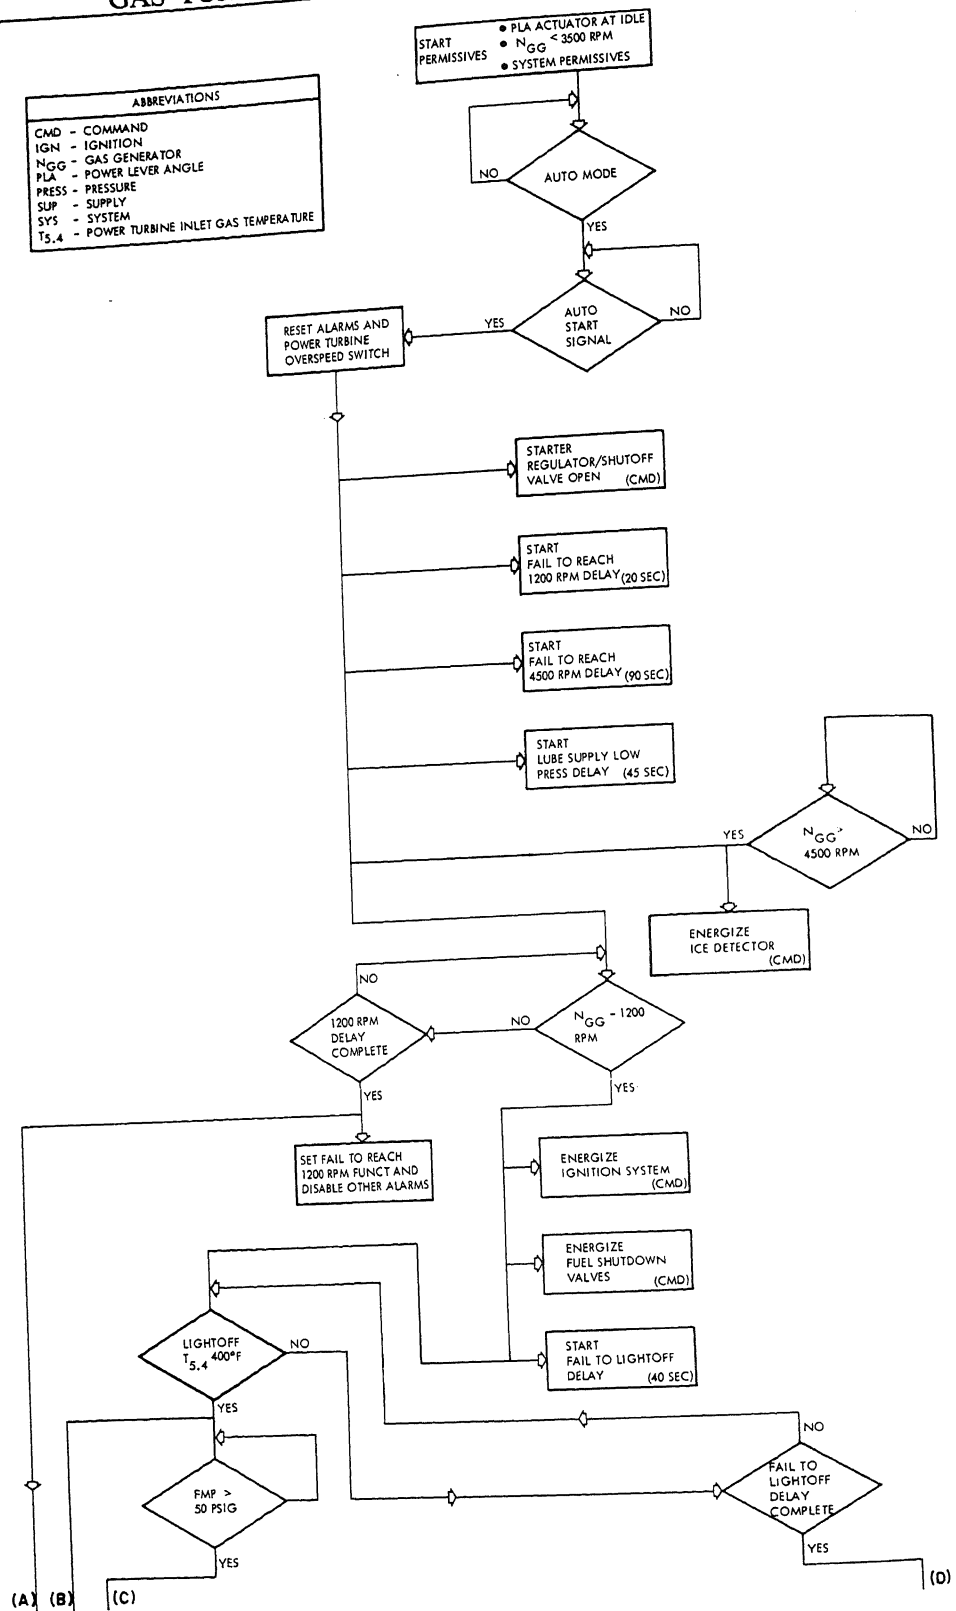 START
PERMISSIVES
• PLA ACTUATOR AT IDLE
• NGG < 3500 RPM
• SYSTEM PERMISSIVES
ABBREVIATIONS
CMD - COMMAND
IGN - IGNITION
NGG - GAS GENERATOR
PLA - POWER LEVER ANGLE
PRESS - PRESSURE
SUP - SUPPLY
SYS - SYSTEM
T5.4 - POWER TURBINE INLET GAS TEMPERATURE
AUTO MODE
NO
YES
AUTO
START
SIGNAL
NO
YES
RESET ALARMS AND
POWER TURBINE
OVERSPEED SWITCH
STARTER
REGULATOR/SHUTOFF
VALVE OPEN (CMD)
START
FAIL TO REACH
1200 RPM DELAY (20 SEC)
START
FAIL TO REACH
4500 RPM DELAY (90 SEC)
START
LUBE SUPPLY LOW
PRESS DELAY (45 SEC)
YES
NGG >
4500 RPM
NO
ENERGIZE
ICE DETECTOR
(CMD)
NO
1200 RPM
DELAY
COMPLETE
NO
NGG - 1200
RPM
YES
YES
SET FAIL TO REACH
1200 RPM FUNCT AND
DISABLE OTHER ALARMS
ENERGIZE
IGNITION SYSTEM
(CMD)
ENERGIZE
FUEL SHUTDOWN
VALVES (CMD)
START
FAIL TO LIGHTOFF
DELAY (40 SEC)
LIGHTOFF
T5.4 400°F
NO
YES
FMP >
50 PSIG
YES
NO
FAIL TO
LIGHTOFF
DELAY
COMPLETE
YES
(A) (B) (C) (D)